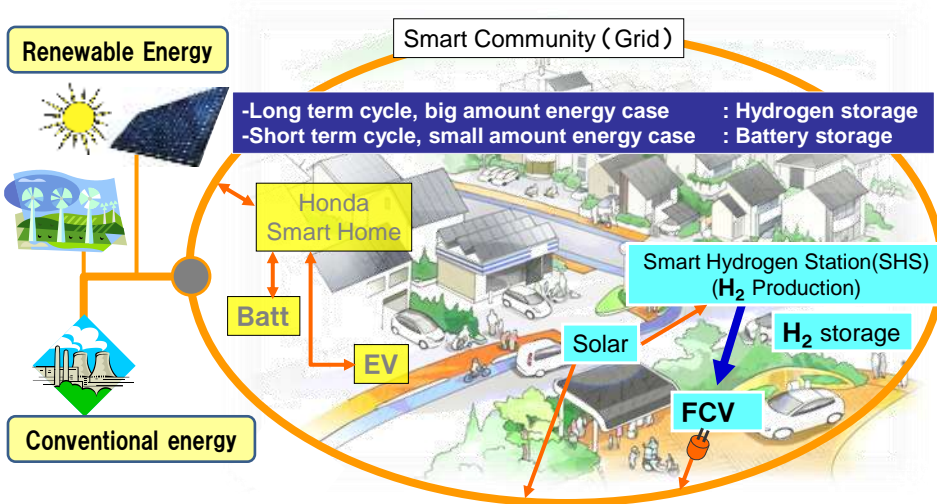 Renewable Energy
Smart Community (Grid)
-Long term cycle, big amount energy case : Hydrogen storage
-Short term cycle, small amount energy case : Battery storage
Honda
Smart Home
Batt
EV
Smart Hydrogen Station(SHS)
(H₂ Production)
H₂ storage
Solar
FCV
Conventional energy